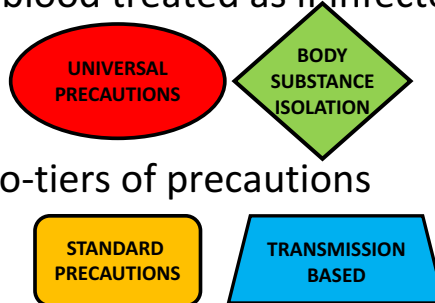 blood treated as if infecte
UNIVERSAL
PRECAUTIONS
BODY
SUBSTANCE
ISOLATION
o-tiers of precautions
STANDARD
PRECAUTIONS
TRANSMISSION
BASED